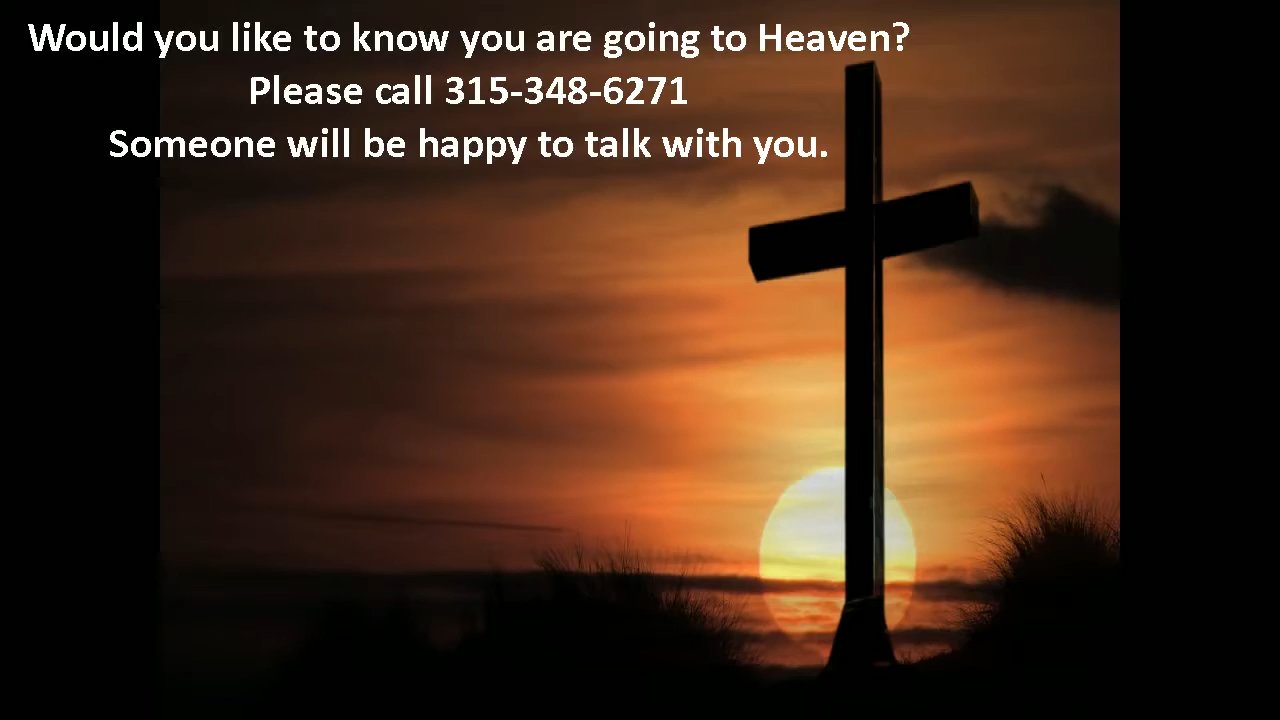 Would you like to know you are going to Heaven?
Please call 315-348-6271
Someone will be happy to talk with you.